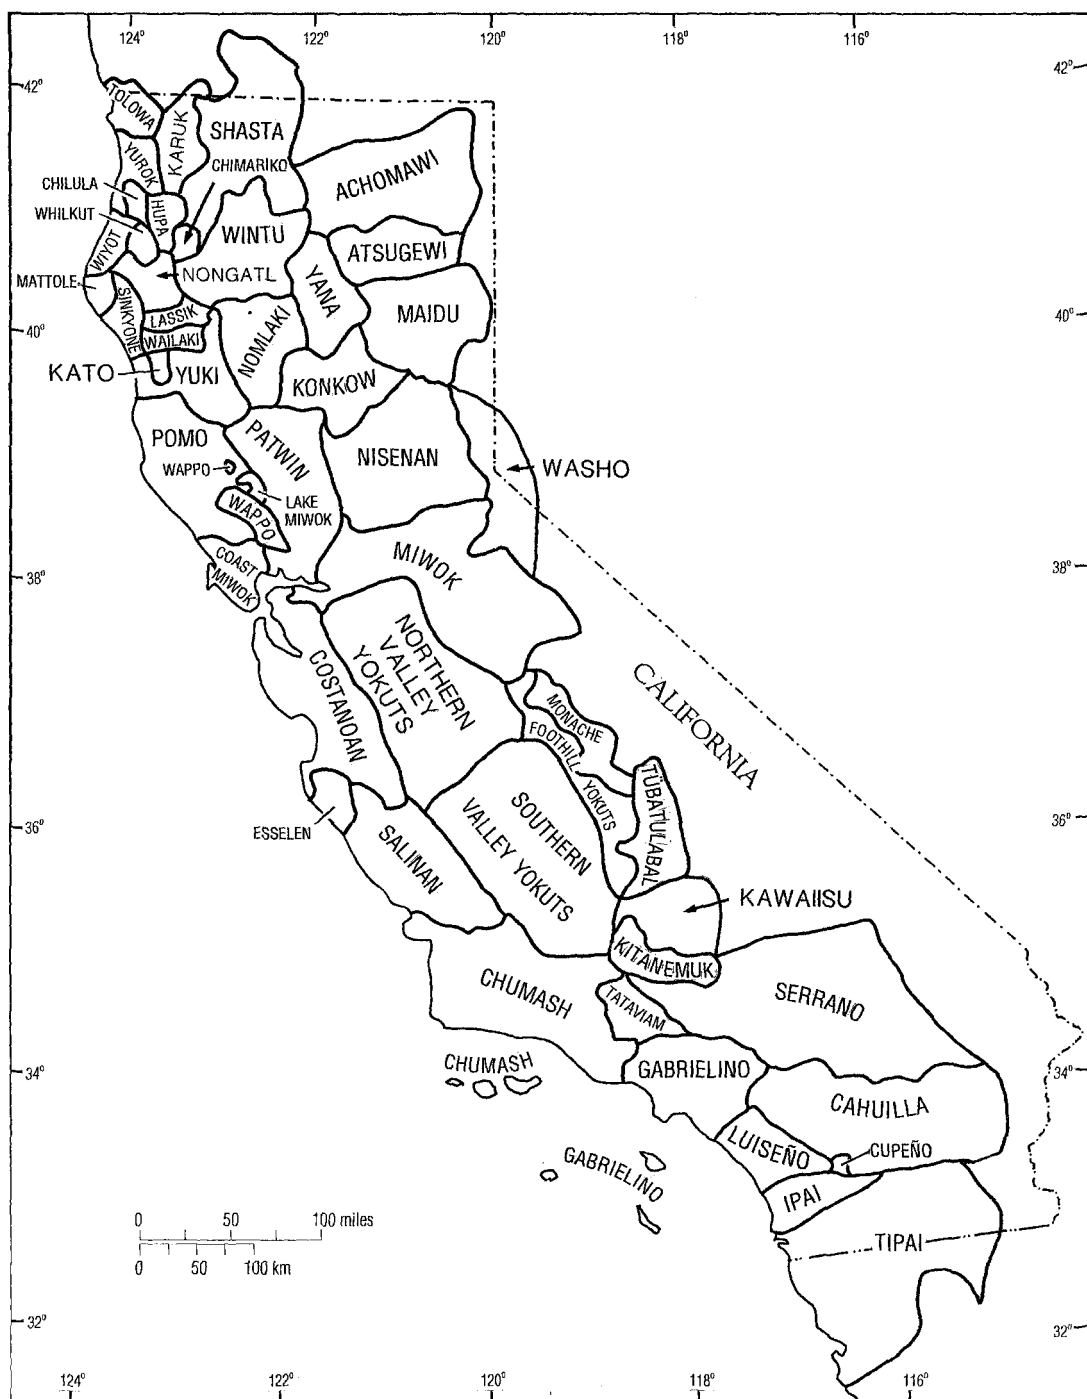 124° 122° 120° 118° 116°
42° 42°
TOLOWA
KARUK
SHASTA
YUROK
CHIMARIKO
ACHOMAWI
CHILULA
HUPA
WHILKUT
WIYOT
WINTU
ATSUGEWI
MATTOLE
NONGATL
YANA
SINKYONE
LASSIK
MAIDU
40° 40°
WAILAKI
NOMLAKI
KATO
YUKI
KONKOW
POMO
PATWIN
NISENAN
WAPPO
WASHO
LAKE
MIWOK
WAPPO
COAST
MIWOK
MIWOK
38° 38°
NORTHERN
VALLEY
YOKUTS
COSTANOAN
CALIFORNIA
MONACHE
FOOTHILL
YOKUTS
TÜBATULABAL
36° 36°
ESSELEN
SALINAN
SOUTHERN
VALLEY YOKUTS
KAWAIISU
KITANEMUK
CHUMASH
TATAVIAM
SERRANO
CHUMASH
GABRIELINO
34° 34°
CAHUILLA
LUISEÑO
CUPEÑO
GABRIELINO
IPAI
TIPAI
0 50 100 miles
0 50 100 km
32° 32°
124° 122° 120° 118° 116°